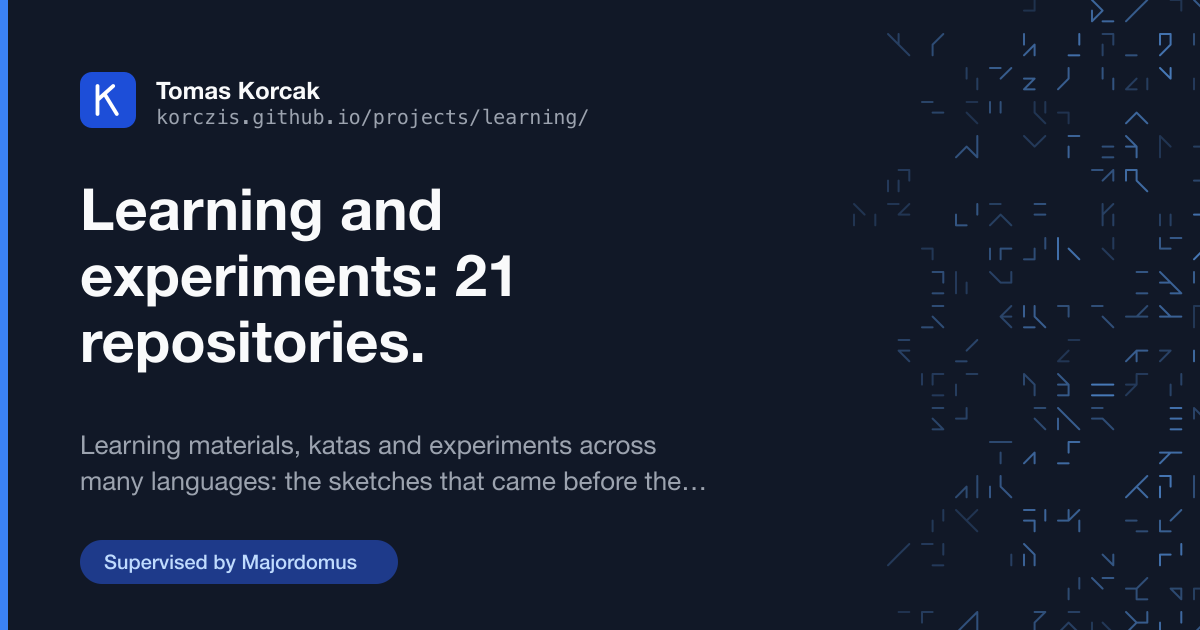 K
Tomas Korcak
korczis.github.io/projects/learning/
Learning and
experiments: 21
repositories.
Learning materials, katas and experiments across
many languages: the sketches that came before the…
Supervised by Majordomus